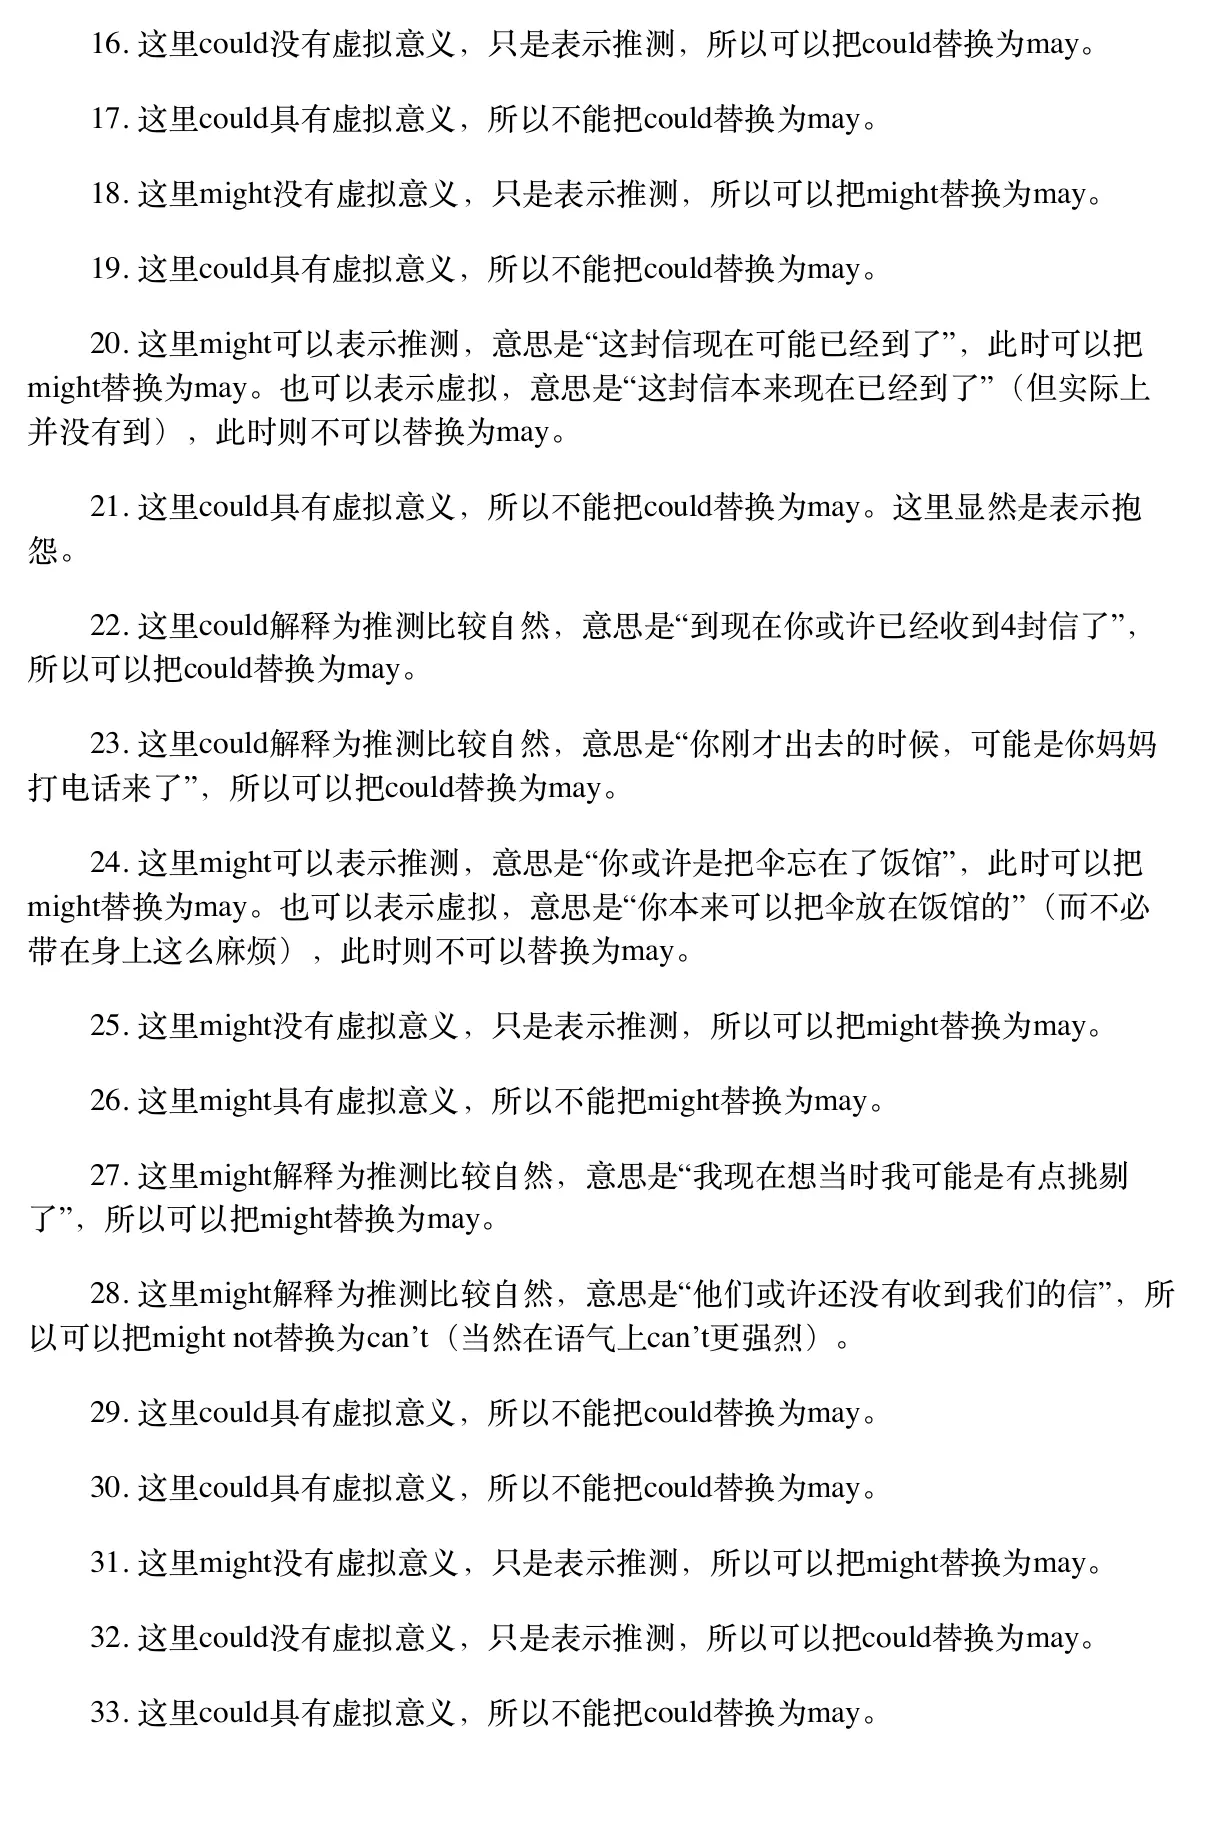 16. 这里could没有虚拟意义，只是表示推测，所以可以把could替换为may。
17. 这里could具有虚拟意义，所以不能把could替换为may。
18. 这里might没有虚拟意义，只是表示推测，所以可以把might替换为may。
19. 这里could具有虚拟意义，所以不能把could替换为may。
20. 这里might可以表示推测，意思是“这封信现在可能已经到了”，此时可以把
might替换为may。也可以表示虚拟，意思是“这封信本来现在已经到了”（但实际上
并没有到），此时则不可以替换为may。
21. 这里could具有虚拟意义，所以不能把could替换为may。这里显然是表示抱
怨。
22. 这里could解释为推测比较自然，意思是“到现在你或许已经收到4封信了”，
所以可以把could替换为may。
23. 这里could解释为推测比较自然，意思是“你刚才出去的时候，可能是你妈妈
打电话来了”，所以可以把could替换为may。
24. 这里might可以表示推测，意思是“你或许是把伞忘在了饭馆”，此时可以把
might替换为may。也可以表示虚拟，意思是“你本来可以把伞放在饭馆的”（而不必
带在身上这么麻烦），此时则不可以替换为may。
25. 这里might没有虚拟意义，只是表示推测，所以可以把might替换为may。
26. 这里might具有虚拟意义，所以不能把might替换为may。
27. 这里might解释为推测比较自然，意思是“我现在想当时我可能是有点挑剔
了”，所以可以把might替换为may。
28. 这里might解释为推测比较自然，意思是“他们或许还没有收到我们的信”，所
以可以把might not替换为can’t（当然在语气上can’t更强烈）。
29. 这里could具有虚拟意义，所以不能把could替换为may。
30. 这里could具有虚拟意义，所以不能把could替换为may。
31. 这里might没有虚拟意义，只是表示推测，所以可以把might替换为may。
32. 这里could没有虚拟意义，只是表示推测，所以可以把could替换为may。
33. 这里could具有虚拟意义，所以不能把could替换为may。